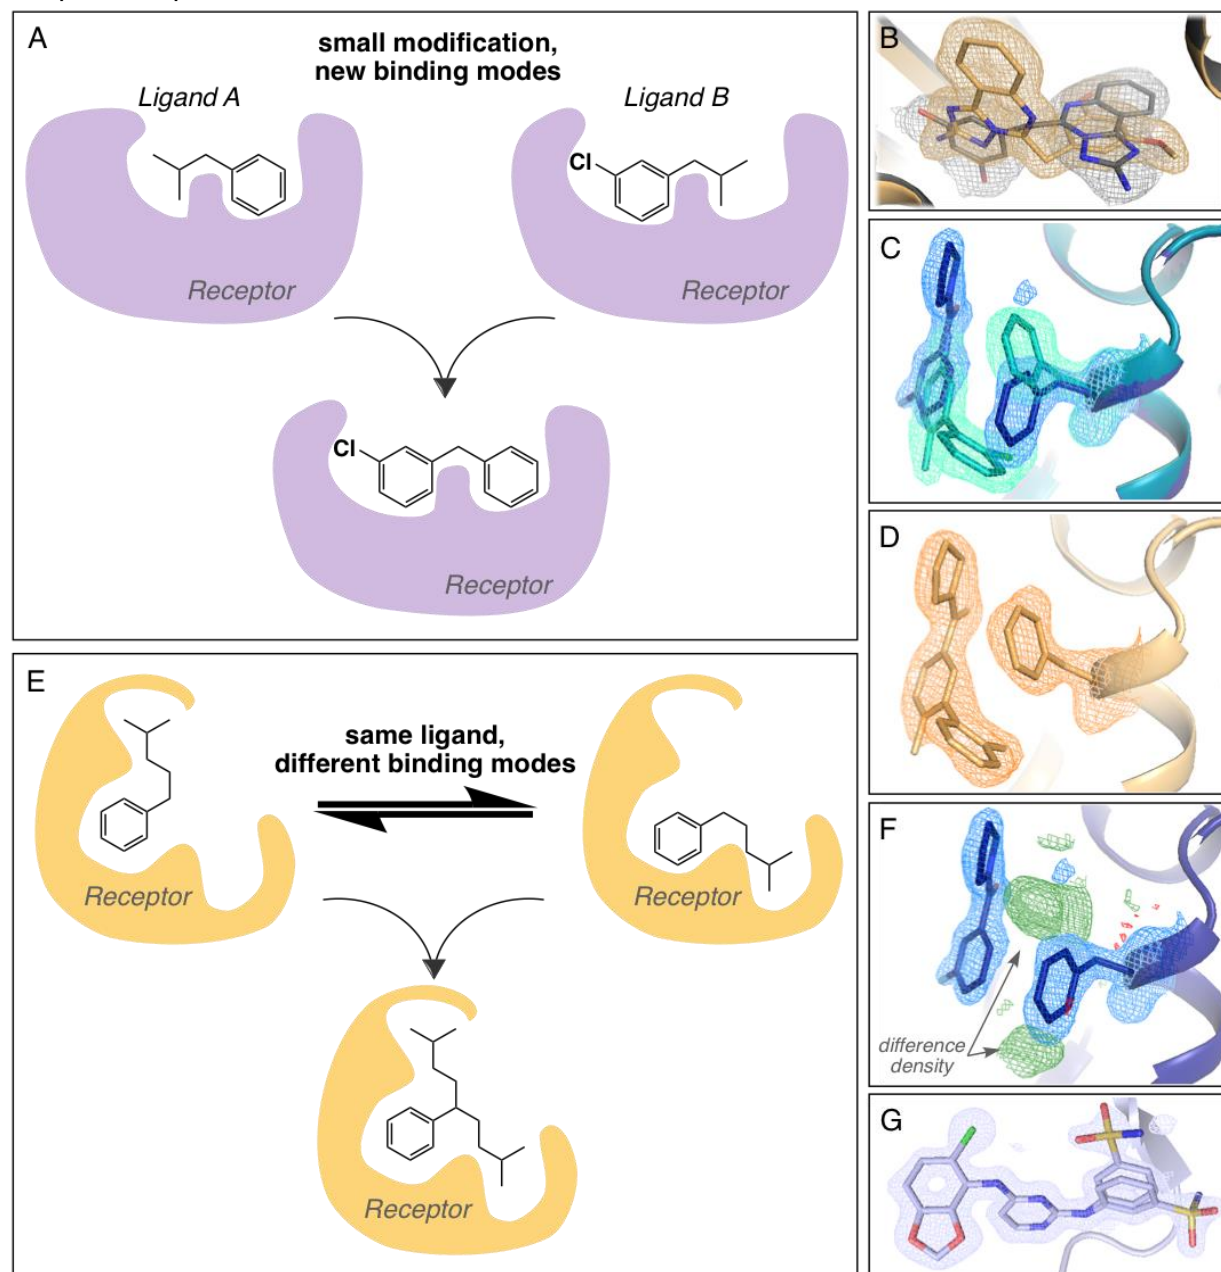 A
small modification,
new binding modes
Ligand A
Ligand B
Cl
Receptor
Receptor
Cl
Receptor
B
C
D
E
same ligand,
different binding modes
Receptor
Receptor
Receptor
F
difference
density
G